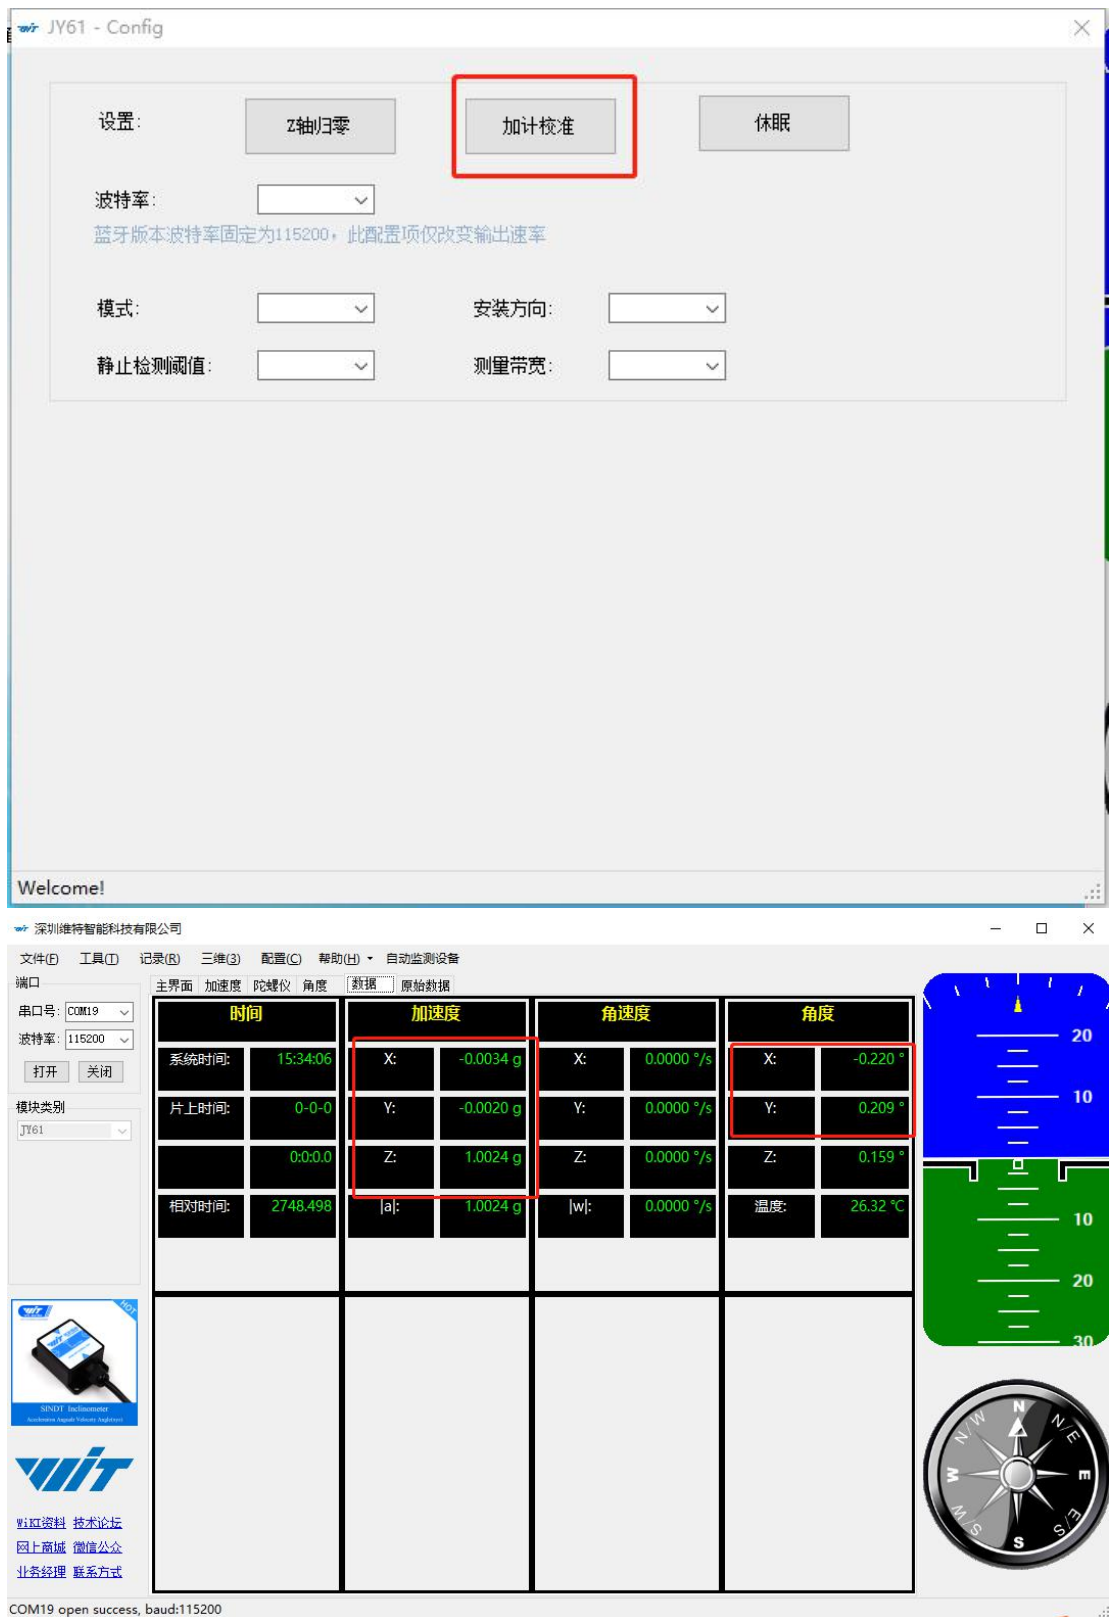 JY61 - Config
设置: Z轴归零 加计校准 休眠
波特率:
蓝牙版本波特率固定为115200，此配置项仅改变输出速率
模式: 安装方向:
静止检测阈值: 测量带宽:
Welcome!
深圳维特智能科技有限公司
文件(F) 工具(T) 记录(R) 三维(3) 配置(C) 帮助(H) 自动监测设备
端口 主界面 加速度 陀螺仪 角度 数据 原始数据
串口号: COM19
波特率: 115200
打开 关闭
模块类别
JY61
时间 加速度 角速度 角度
系统时间: 15:34:06 X: -0.0034 g X: 0.0000 °/s X: -0.220 °
片上时间: 0-0-0 Y: -0.0020 g Y: 0.0000 °/s Y: 0.209 °
0:0:0.0 Z: 1.0024 g Z: 0.0000 °/s Z: 0.159 °
相对时间: 2748.498 |a|: 1.0024 g |w|: 0.0000 °/s 温度: 26.32 °C
20
10
10
20
30
HOT
WIT
SINDT Inclinometer
WIT
N
N/E
E
E/S
S
W/S
W
N/W
WiKI资料 技术论坛
网上商城 微信公众
业务经理 联系方式
COM19 open success, baud:115200